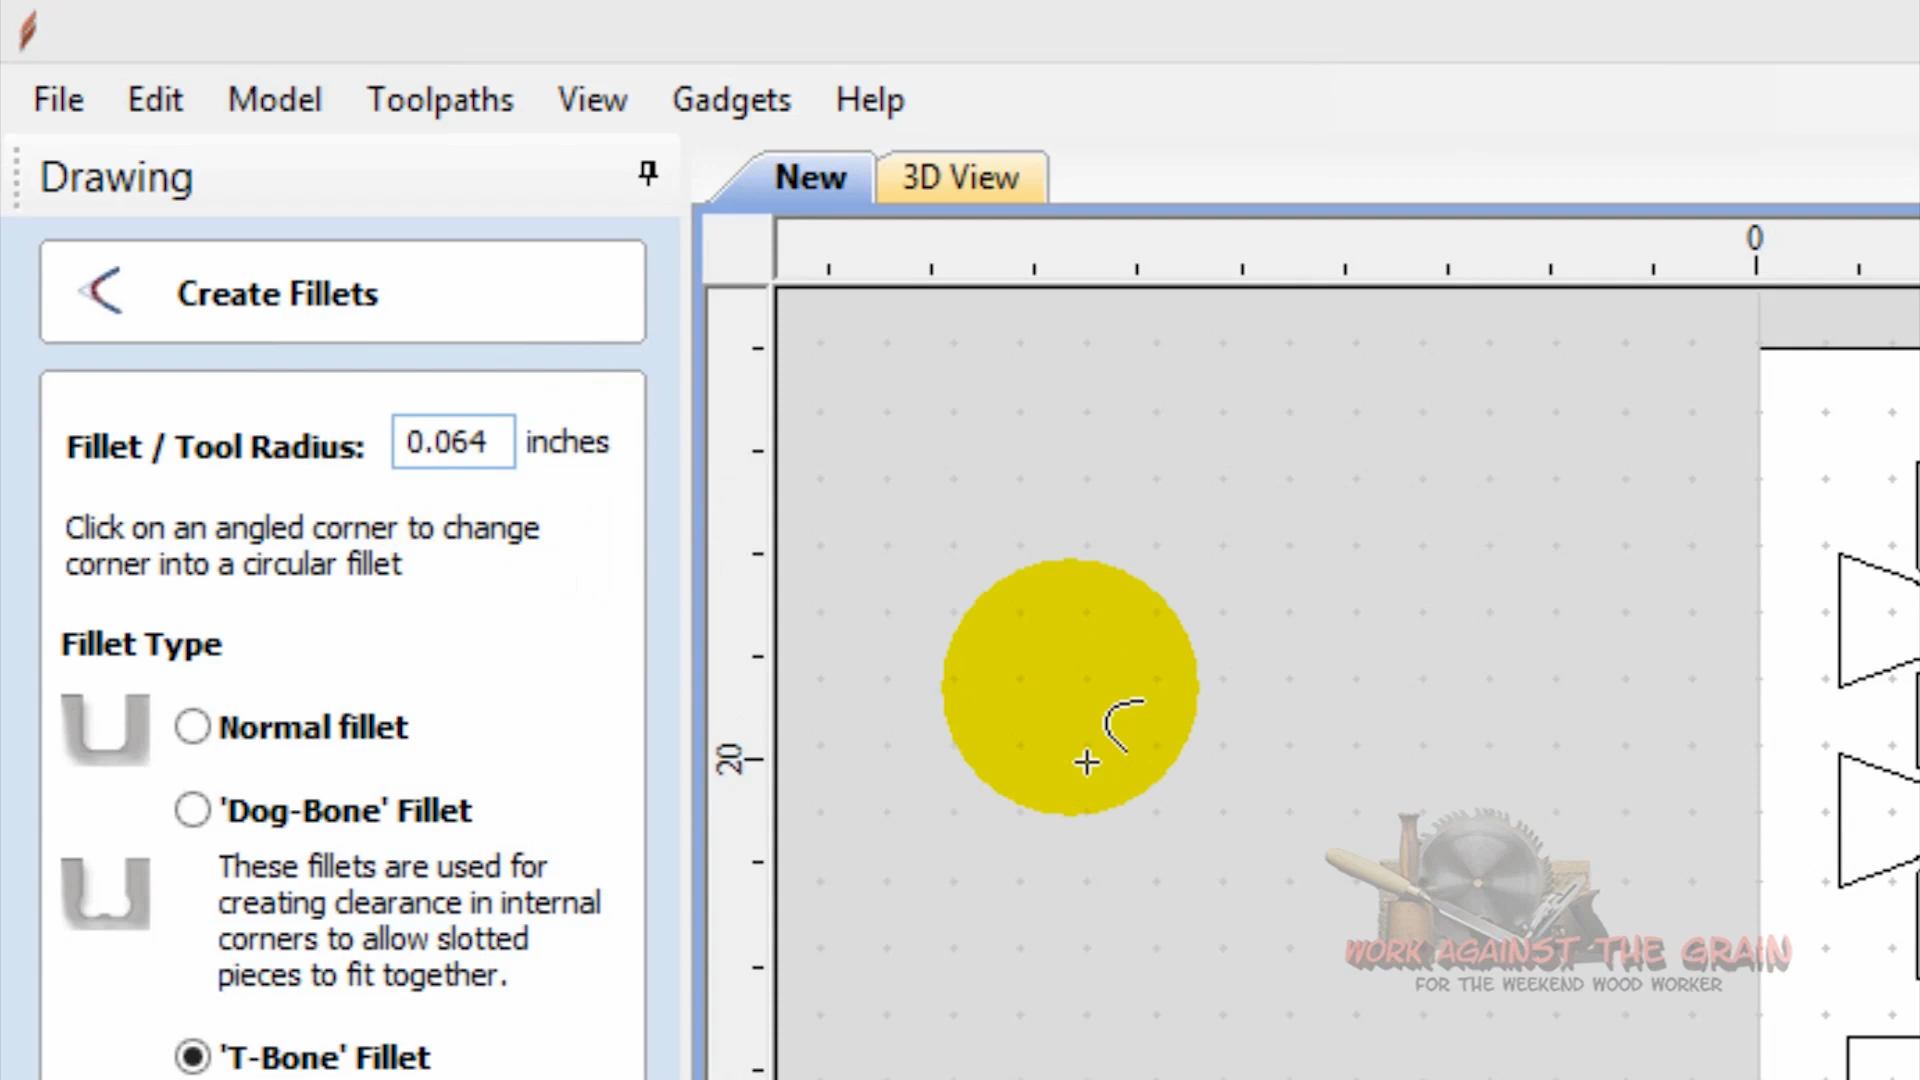 File Edit Model Toolpaths View Gadgets Help
Drawing
New 3D View
Create Fillets
0
Fillet / Tool Radius: 0.064 inches
Click on an angled corner to change
corner into a circular fillet
Fillet Type
Normal fillet
'Dog-Bone' Fillet
These fillets are used for
creating clearance in internal
corners to allow slotted
pieces to fit together.
'T-Bone' Fillet
20
WORK AGAINST THE GRAIN
FOR THE WEEKEND WOOD WORKER